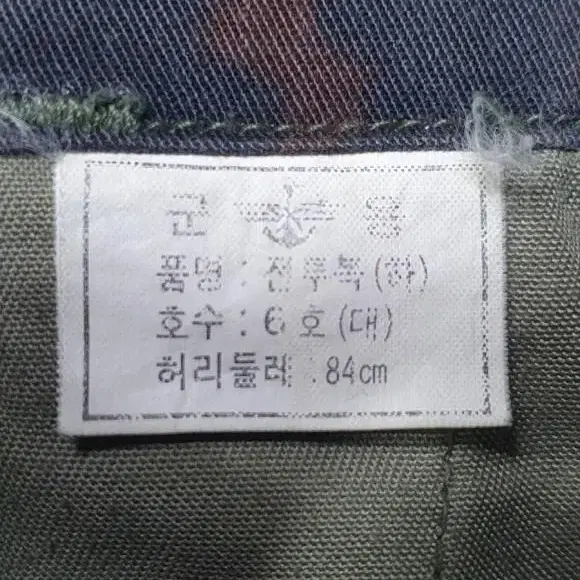 군 용
품명 : 전투복(하)
호수 : 6 호(대)
허리둘레 : 84cm